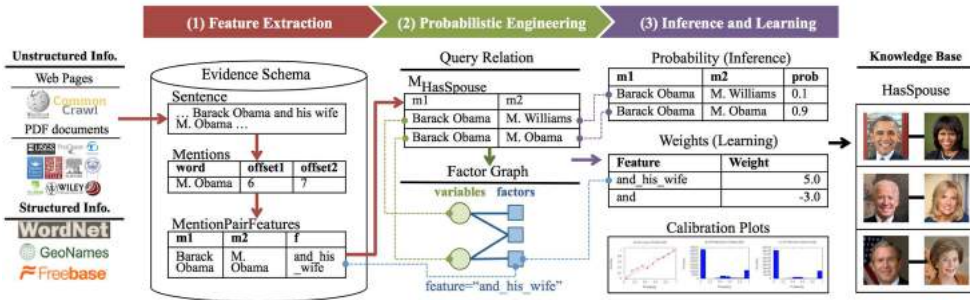 (1) Feature Extraction
(2) Probabilistic Engineering
(3) Inference and Learning
Unstructured Info.
Web Pages
Common
Crawl
PDF documents
USGS
WILEY
Structured Info.
WordNet
GeoNames
Freebase
Evidence Schema
Sentence
… Barack Obama and his wife
M. Obama …
Mentions
word offset1 offset2
M. Obama 6 7
MentionPairFeatures
m1 m2 f
Barack M. and_his
Obama Obama _wife
Query Relation
MHasSpouse
m1 m2
Barack Obama M. Williams
Barack Obama M. Obama
Factor Graph
variables factors
feature="and_his_wife"
Probability (Inference)
m1 m2 prob
Barack Obama M. Williams 0.1
Barack Obama M. Obama 0.9
Weights (Learning)
Feature Weight
and_his_wife 5.0
and -3.0
Calibration Plots
Knowledge Base
HasSpouse